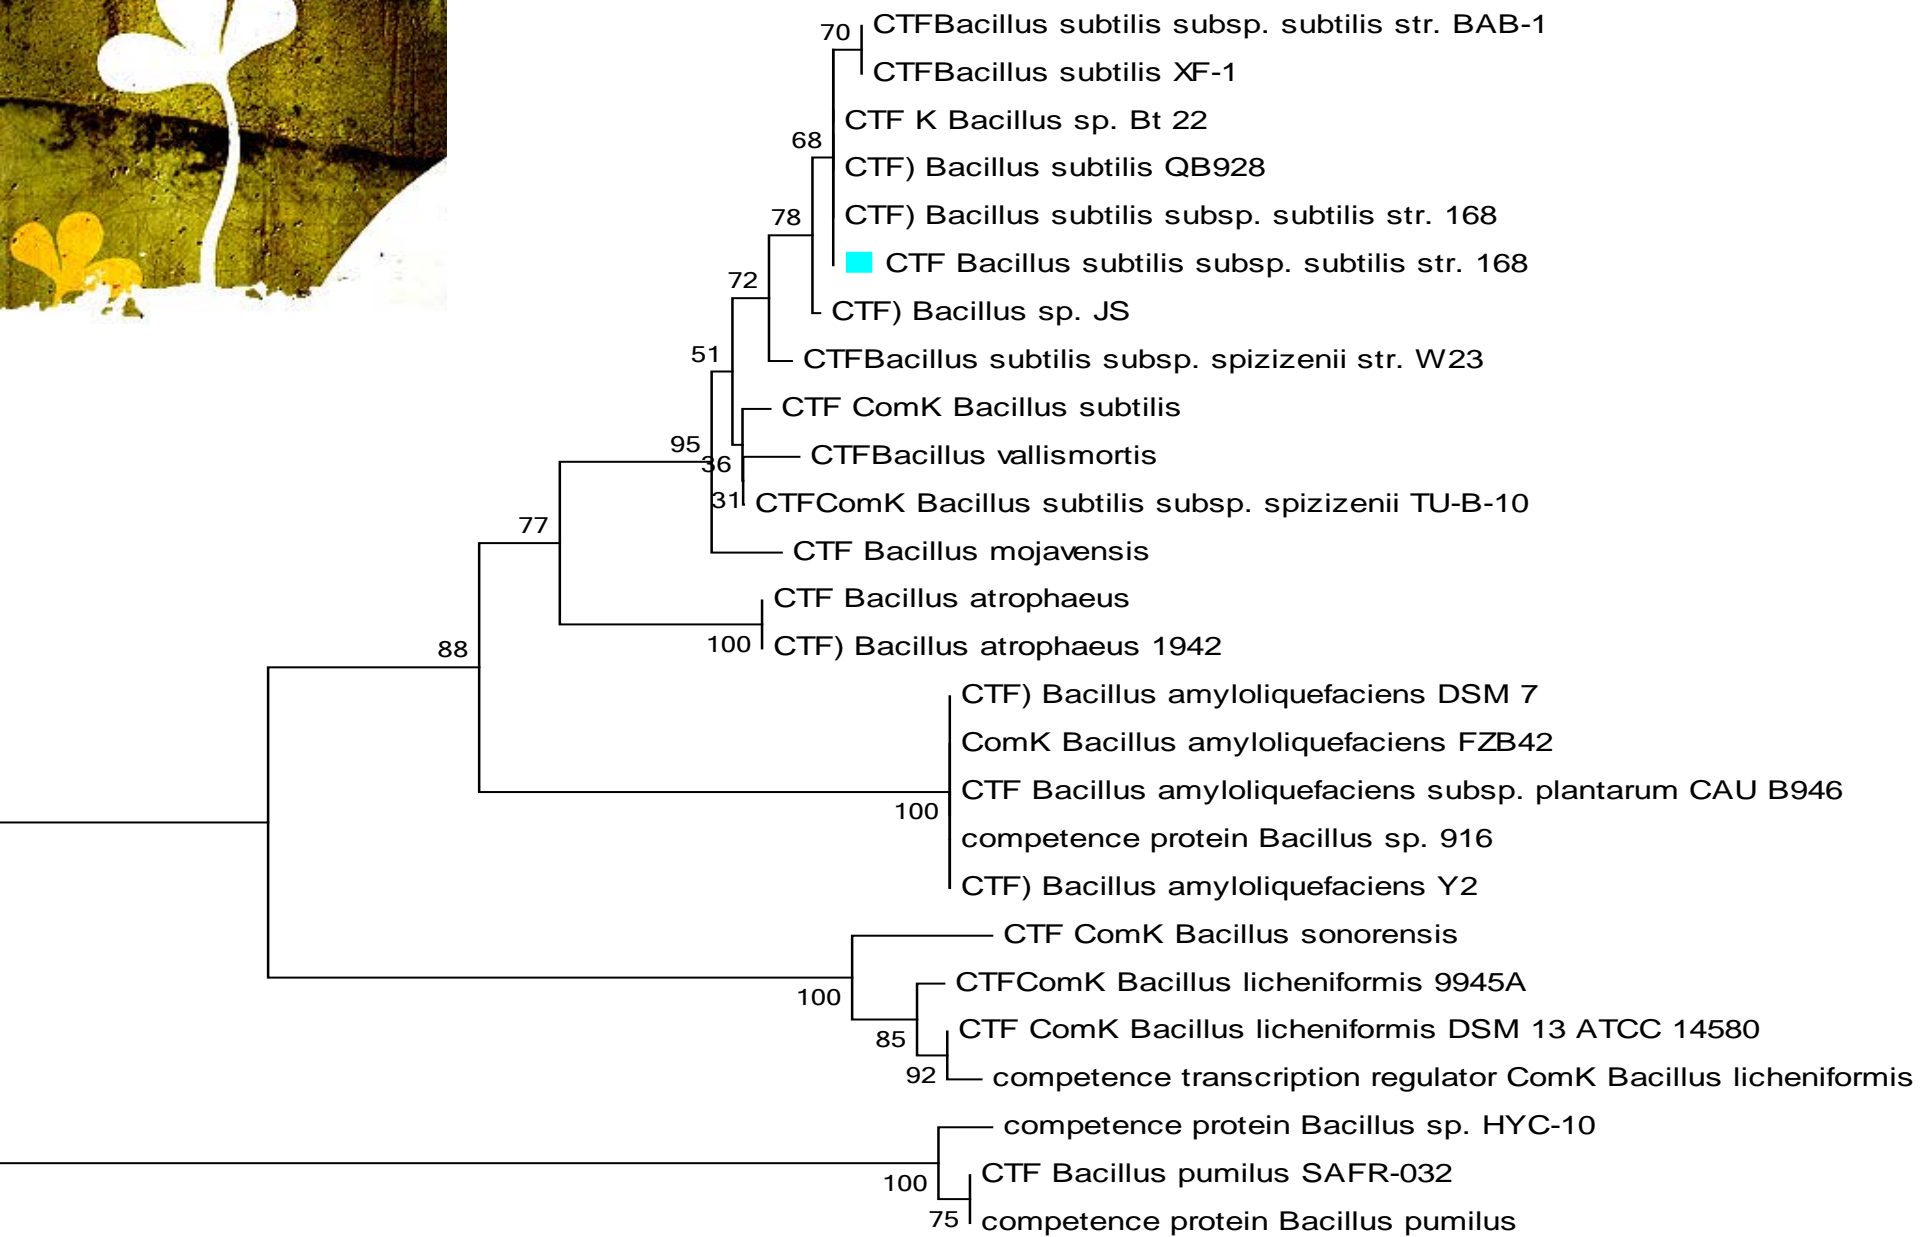 70
CTFBacillus subtilis subsp. subtilis str. BAB-1
CTFBacillus subtilis XF-1
CTF K Bacillus sp. Bt 22
68
CTF) Bacillus subtilis QB928
CTF) Bacillus subtilis subsp. subtilis str. 168
78
CTF Bacillus subtilis subsp. subtilis str. 168
72
CTF) Bacillus sp. JS
51
CTFBacillus subtilis subsp. spizizenii str. W23
CTF ComK Bacillus subtilis
95
36
CTFBacillus vallismortis
31
CTFComK Bacillus subtilis subsp. spizizenii TU-B-10
77
CTF Bacillus mojavensis
CTF Bacillus atrophaeus
100
CTF) Bacillus atrophaeus 1942
88
CTF) Bacillus amyloliquefaciens DSM 7
ComK Bacillus amyloliquefaciens FZB42
CTF Bacillus amyloliquefaciens subsp. plantarum CAU B946
100
competence protein Bacillus sp. 916
CTF) Bacillus amyloliquefaciens Y2
CTF ComK Bacillus sonorensis
100
CTFComK Bacillus licheniformis 9945A
85
CTF ComK Bacillus licheniformis DSM 13 ATCC 14580
92
competence transcription regulator ComK Bacillus licheniformis
competence protein Bacillus sp. HYC-10
100
CTF Bacillus pumilus SAFR-032
75
competence protein Bacillus pumilus